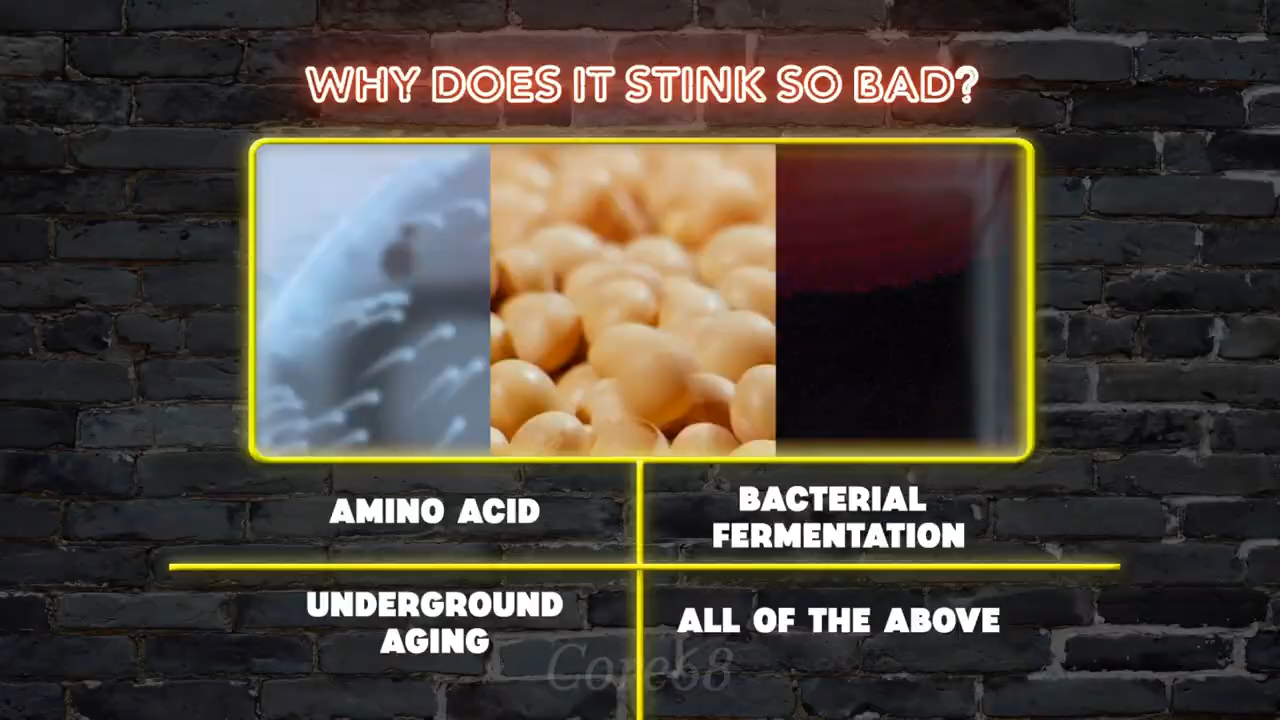 WHY DOES IT STINK SO BAD?
AMINO ACID
BACTERIAL
FERMENTATION
UNDERGROUND
AGING
ALL OF THE ABOVE
Core68